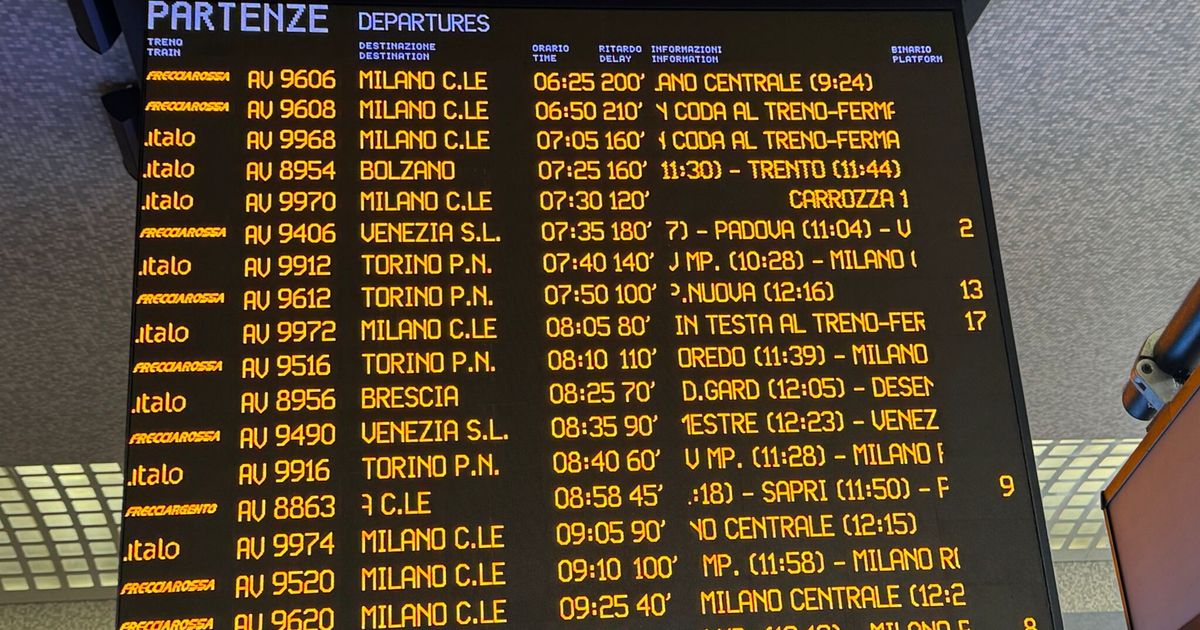 PARTENZE DEPARTURES
TRENO DESTINAZIONE ORARIO RITARDO INFORMAZIONI BINARIO
TRAIN DESTINATION TIME DELAY INFORMATION PLATFORM
FRECCIAROSSA AV 9606 MILANO C.LE 06:25 200' ANO CENTRALE (9:24)
FRECCIAROSSA AV 9608 MILANO C.LE 06:50 210' CODA AL TRENO-FERMA
.italo AV 9968 MILANO C.LE 07:05 160' CODA AL TRENO-FERMA
.italo AV 8954 BOLZANO 07:25 160' 11:30) - TRENTO (11:44)
.italo AV 9970 MILANO C.LE 07:30 120' CARROZZA 1
FRECCIAROSSA AV 9406 VENEZIA S.L. 07:35 180' 7) - PADOVA (11:04) - V 2
.italo AV 9912 TORINO P.N. 07:40 140' MP. (10:28) - MILANO (
FRECCIAROSSA AV 9612 TORINO P.N. 07:50 100' P.NUOVA (12:16) 13
.italo AV 9972 MILANO C.LE 08:05 80' IN TESTA AL TRENO-FER 17
FRECCIAROSSA AV 9516 TORINO P.N. 08:10 110' OREDO (11:39) - MILANO
.italo AV 8956 BRESCIA 08:25 70' D.GARD (12:05) - DESEN
FRECCIAROSSA AV 9490 VENEZIA S.L. 08:35 90' MESTRE (12:23) - VENEZ
.italo AV 9916 TORINO P.N. 08:40 60' V MP. (11:28) - MILANO
FRECCIARGENTO AV 8863 A C.LE 08:58 45' :18) - SAPRI (11:50) - 9
.italo AV 9974 MILANO C.LE 09:05 90' NO CENTRALE (12:15)
FRECCIAROSSA AV 9520 MILANO C.LE 09:10 100' MP. (11:58) - MILANO RO
FRECCIAROSSA AV 9620 MILANO C.LE 09:25 40' MILANO CENTRALE (12:2
8